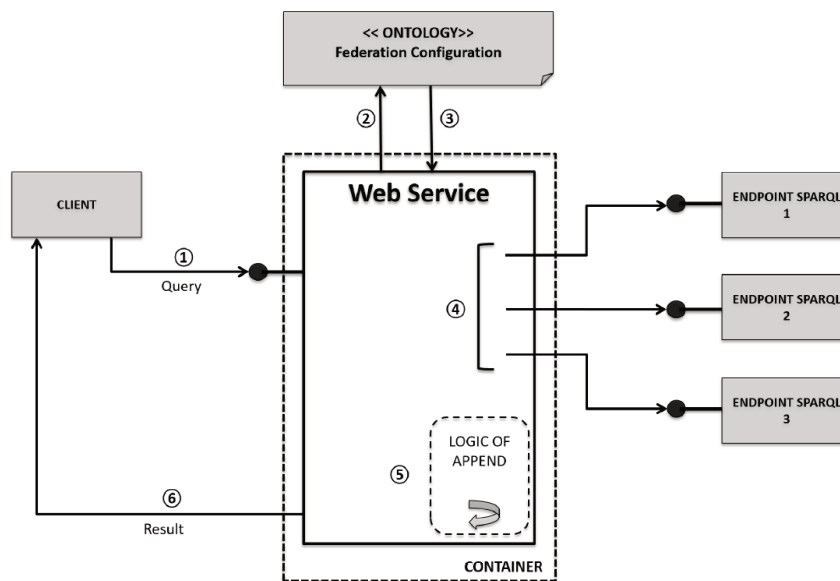 << ONTOLOGY>>
Federation Configuration
②
③
Web Service
CLIENT
①
Query
④
ENDPOINT SPARQL
1
ENDPOINT SPARQL
2
ENDPOINT SPARQL
3
LOGIC OF
APPEND
⑤
⑥
Result
CONTAINER